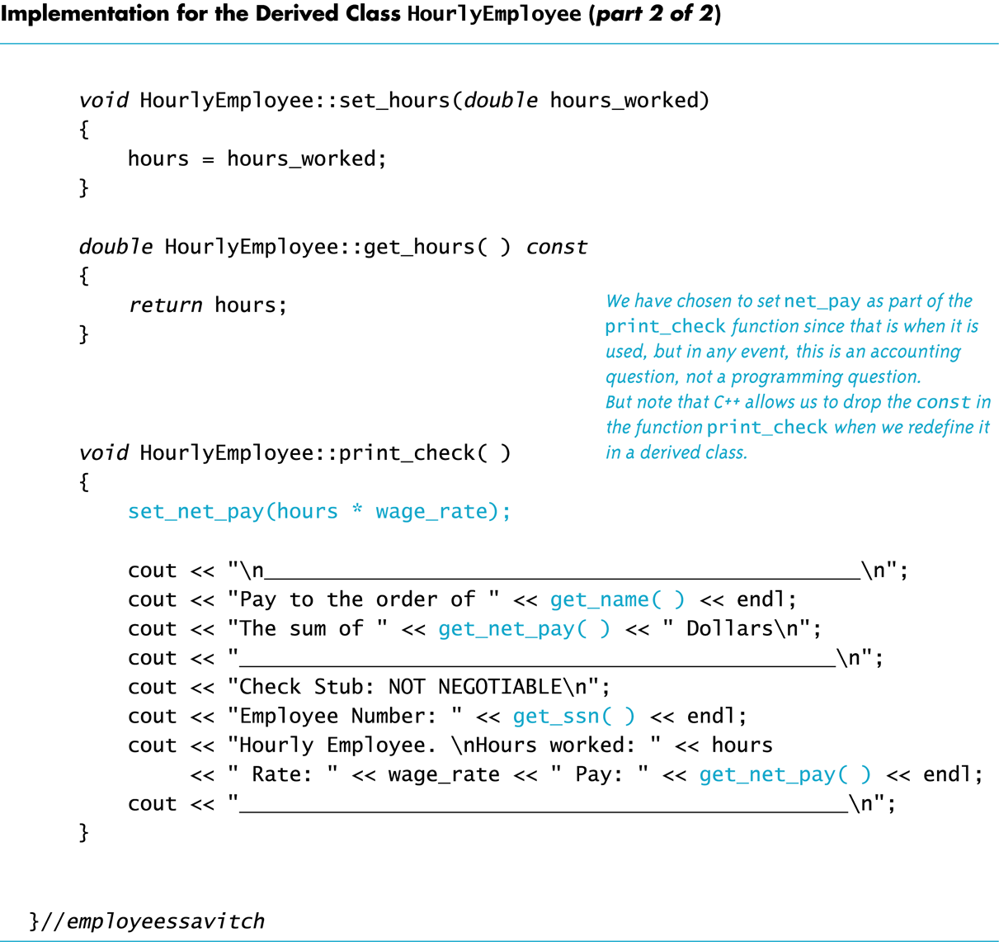 Implementation for the Derived Class HourlyEmployee (part 2 of 2)
void HourlyEmployee::set_hours(double hours_worked)
{
    hours = hours_worked;
}
double HourlyEmployee::get_hours( ) const
{
    return hours;
}
We have chosen to set net_pay as part of the
print_check function since that is when it is
used, but in any event, this is an accounting
question, not a programming question.
But note that C++ allows us to drop the const in
the function print_check when we redefine it
in a derived class.
void HourlyEmployee::print_check( )
{
    set_net_pay(hours * wage_rate);
    cout << "\n________________________________________________\n";
    cout << "Pay to the order of " << get_name( ) << endl;
    cout << "The sum of " << get_net_pay( ) << " Dollars\n";
    cout << "________________________________________________\n";
    cout << "Check Stub: NOT NEGOTIABLE\n";
    cout << "Employee Number: " << get_ssn( ) << endl;
    cout << "Hourly Employee. \nHours worked: " << hours
         << " Rate: " << wage_rate << " Pay: " << get_net_pay( ) << endl;
    cout << "_________________________________________________\n";
}
}//employeessavitch